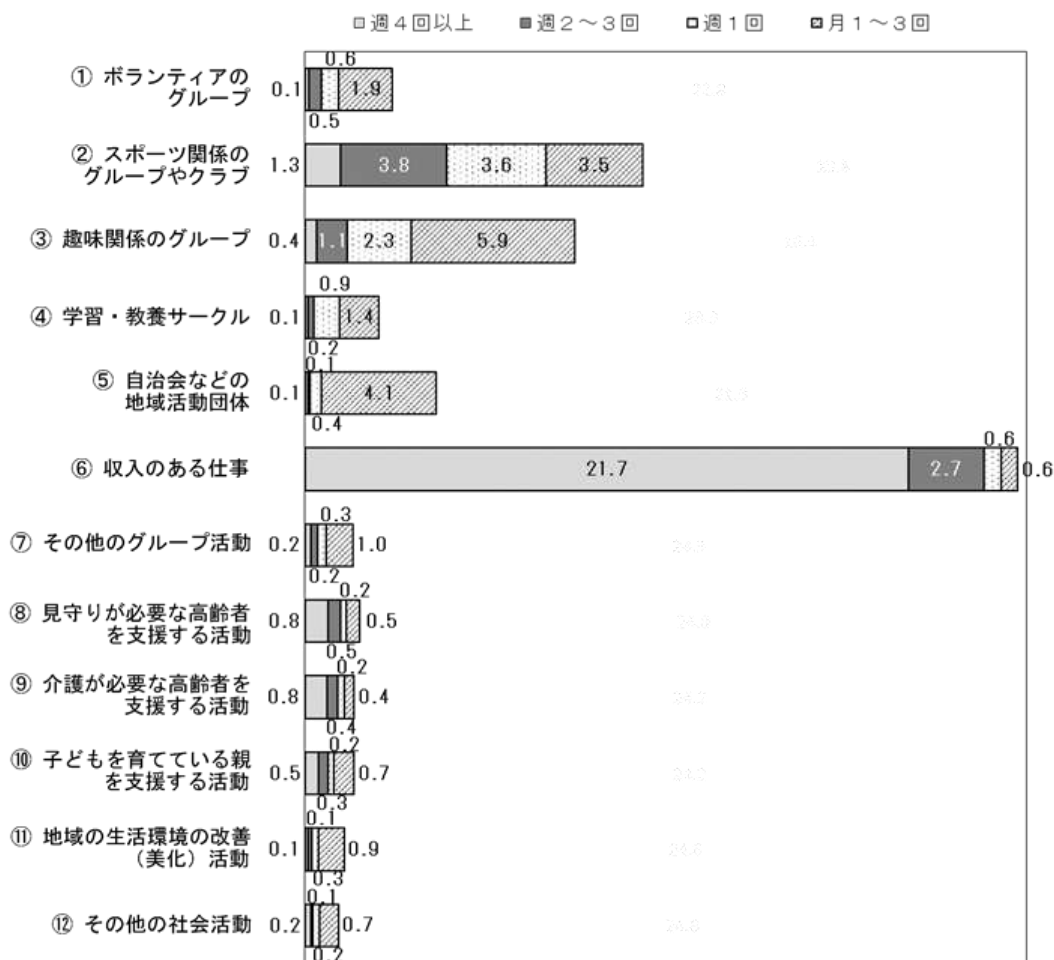 週4回以上 週2～3回 週1回 月1～3回
0.6
① ボランティアの
グループ
0.1 1.9
0.5
② スポーツ関係の
グループやクラブ
1.3 3.8 3.6 3.5
③ 趣味関係のグループ 0.4 1.1 2.3 5.9
0.9
④ 学習・教養サークル 0.1 1.4
0.2
0.1
⑤ 自治会などの
地域活動団体
0.1 4.1
0.4
0.6
⑥ 収入のある仕事 21.7 2.7 0.6
0.3
⑦ その他のグループ活動 0.2 1.0
0.2
0.2
⑧ 見守りが必要な高齢者
を支援する活動
0.8 0.5
0.5
0.2
⑨ 介護が必要な高齢者を
支援する活動
0.8 0.4
0.4
0.2
⑩ 子どもを育てている親
を支援する活動
0.5 0.7
0.3
0.1
⑪ 地域の生活環境の改善
（美化）活動
0.1 0.9
0.3
0.1
⑫ その他の社会活動 0.2 0.7
0.2